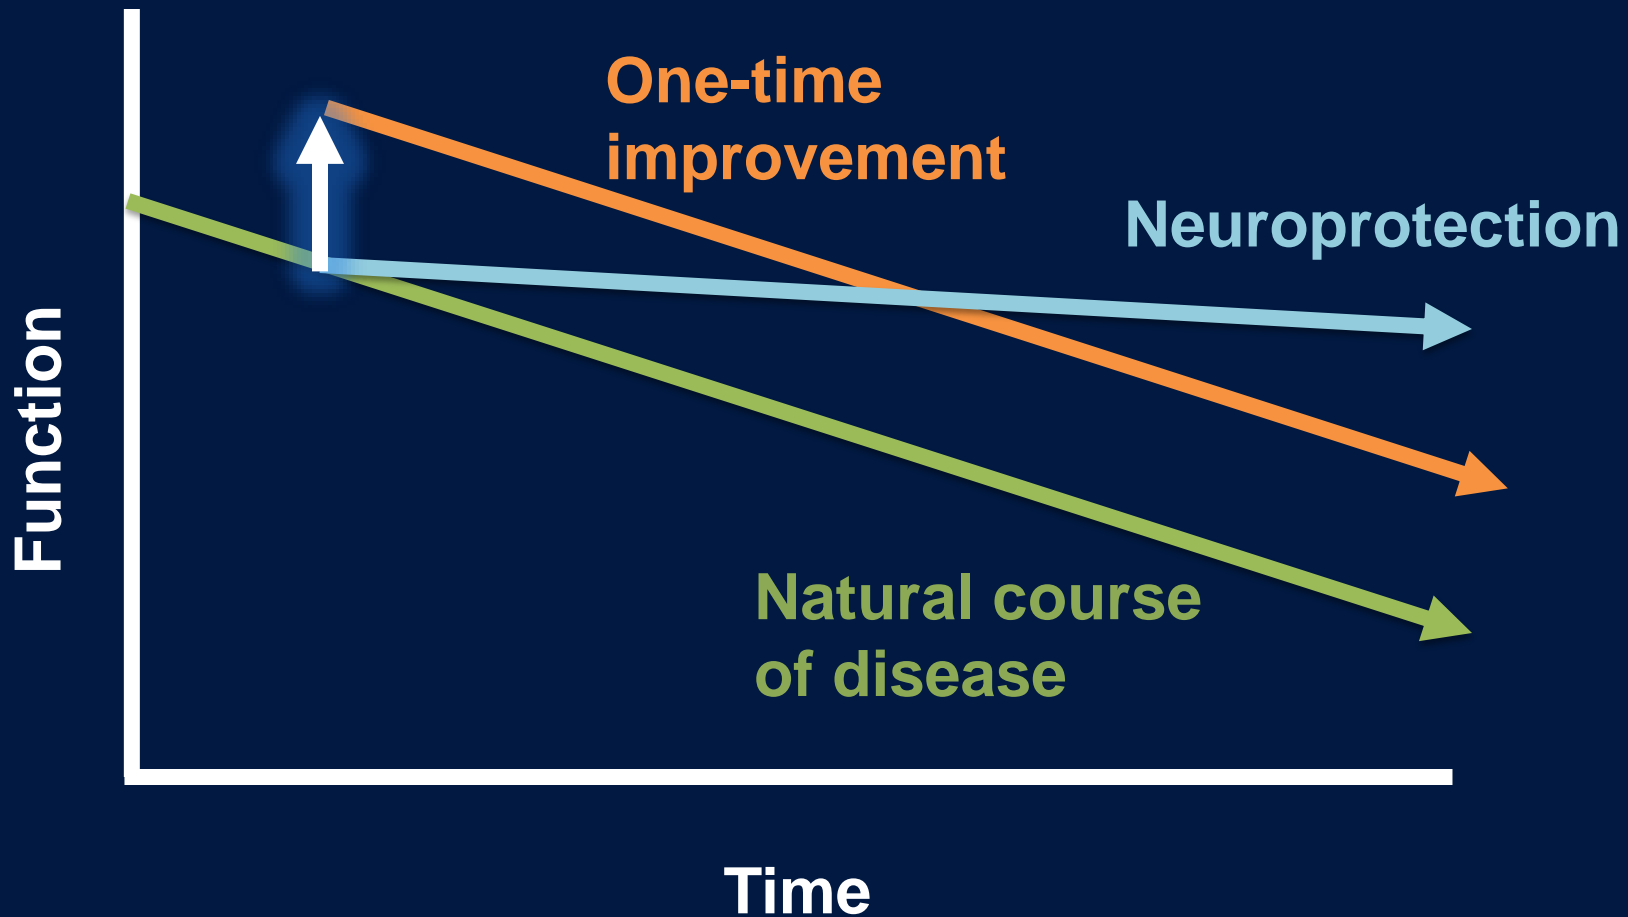 One-time
improvement
Neuroprotection
Function
Natural course
of disease
Time